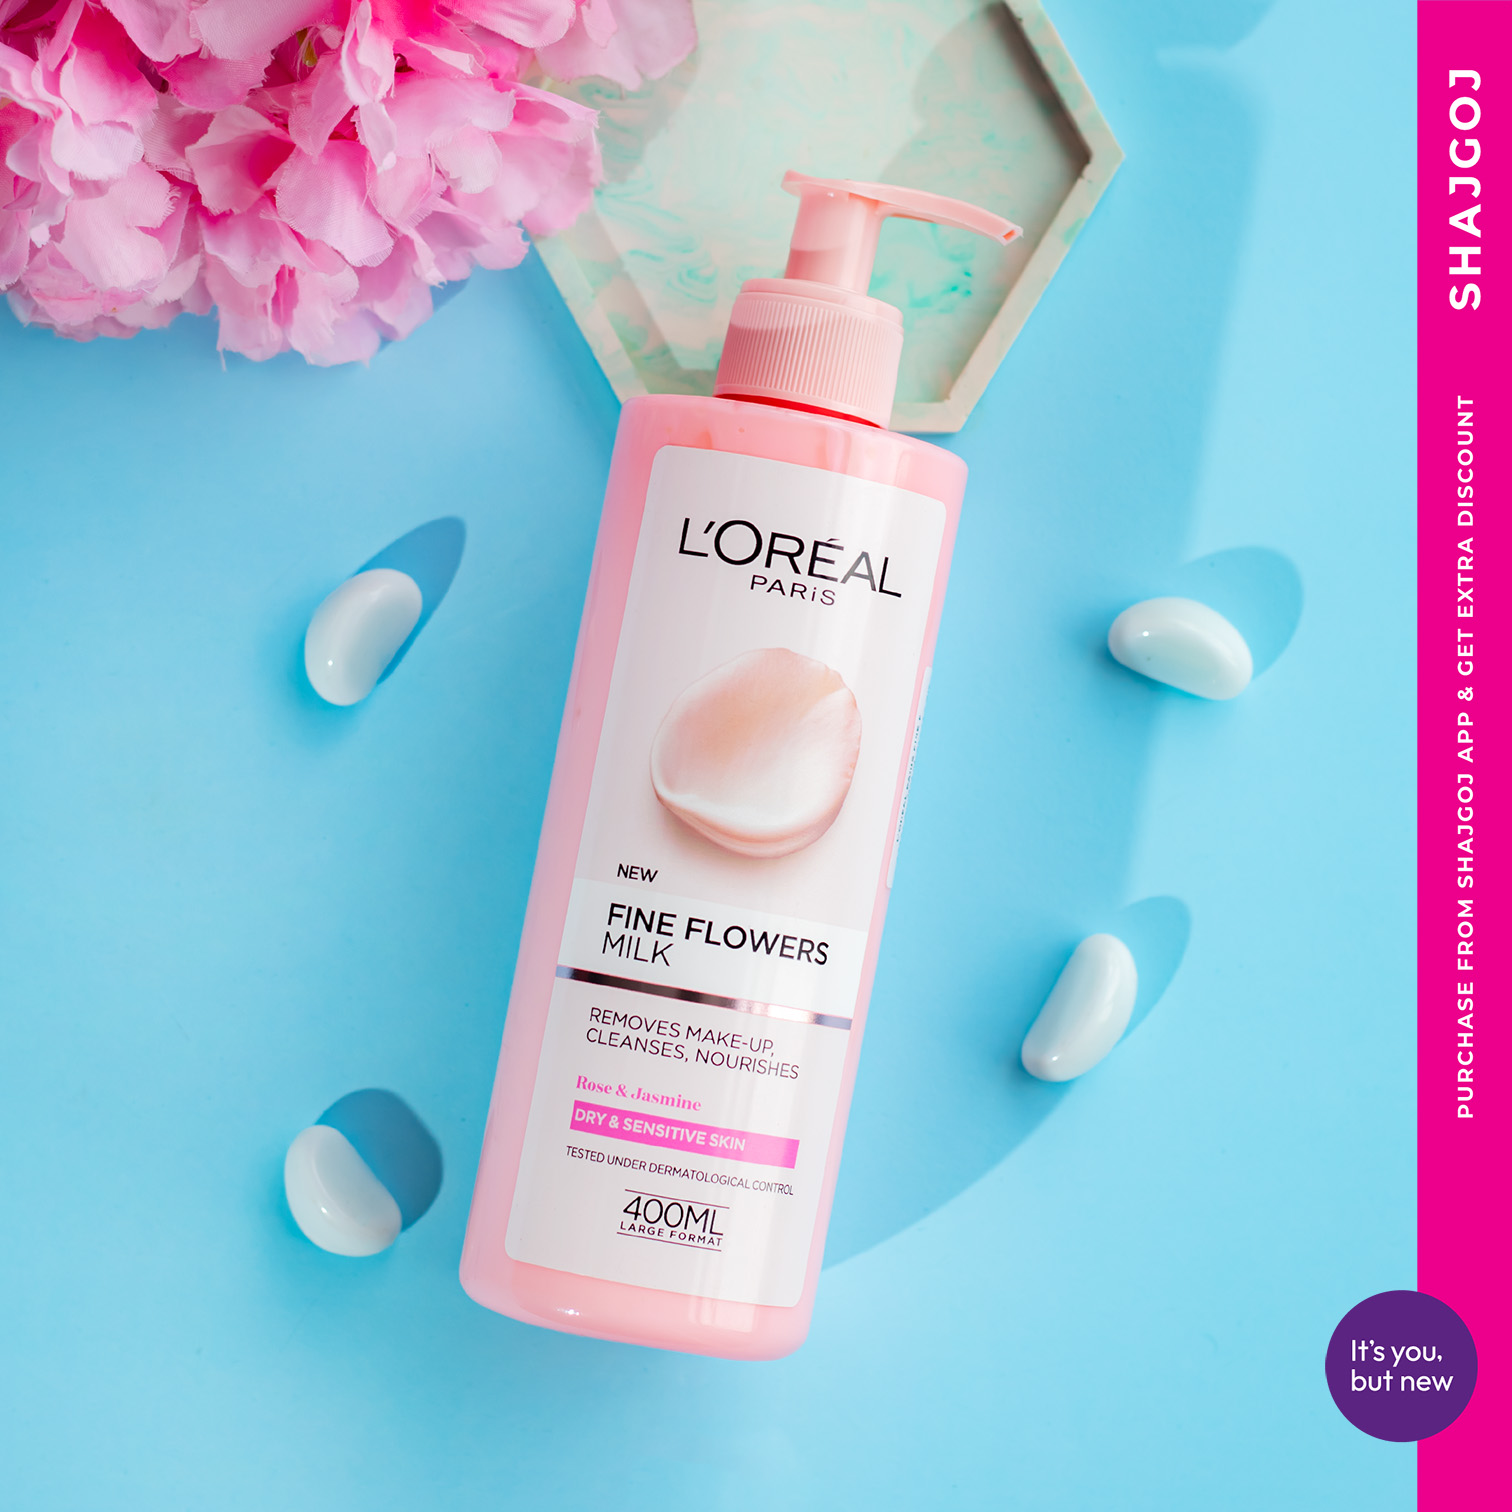 L'ORÉAL
PARiS
NEW
FINE FLOWERS
MILK
REMOVES MAKE-UP,
CLEANSES, NOURISHES
Rose & Jasmine
DRY & SENSITIVE SKIN
TESTED UNDER DERMATOLOGICAL CONTROL
400ML
LARGE FORMAT
SHAJGOJ
PURCHASE FROM SHAJGOJ APP & GET EXTRA DISCOUNT
It's you,
but new